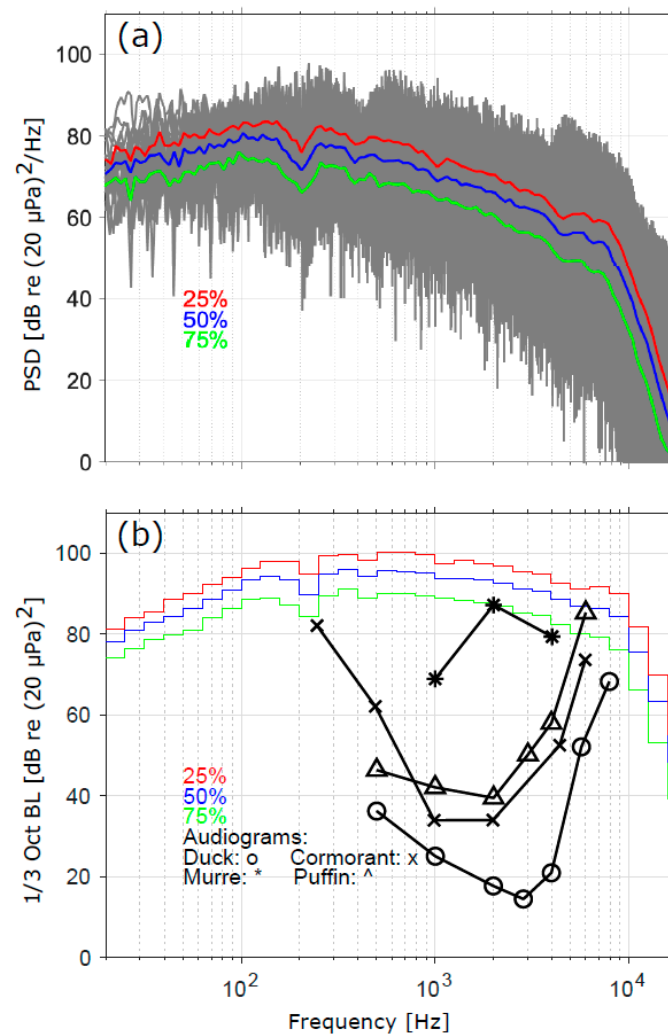 (a)
100
80
60
40
20
0
PSD [dB re (20 µPa)²/Hz]
25%
50%
75%
(b)
100
80
60
40
20
0
1/3 Oct BL [dB re (20 µPa)²]
25%
50%
75%
Audiograms:
Duck: o Cormorant: x
Murre: * Puffin: ^
10² 10³ 10⁴
Frequency [Hz]